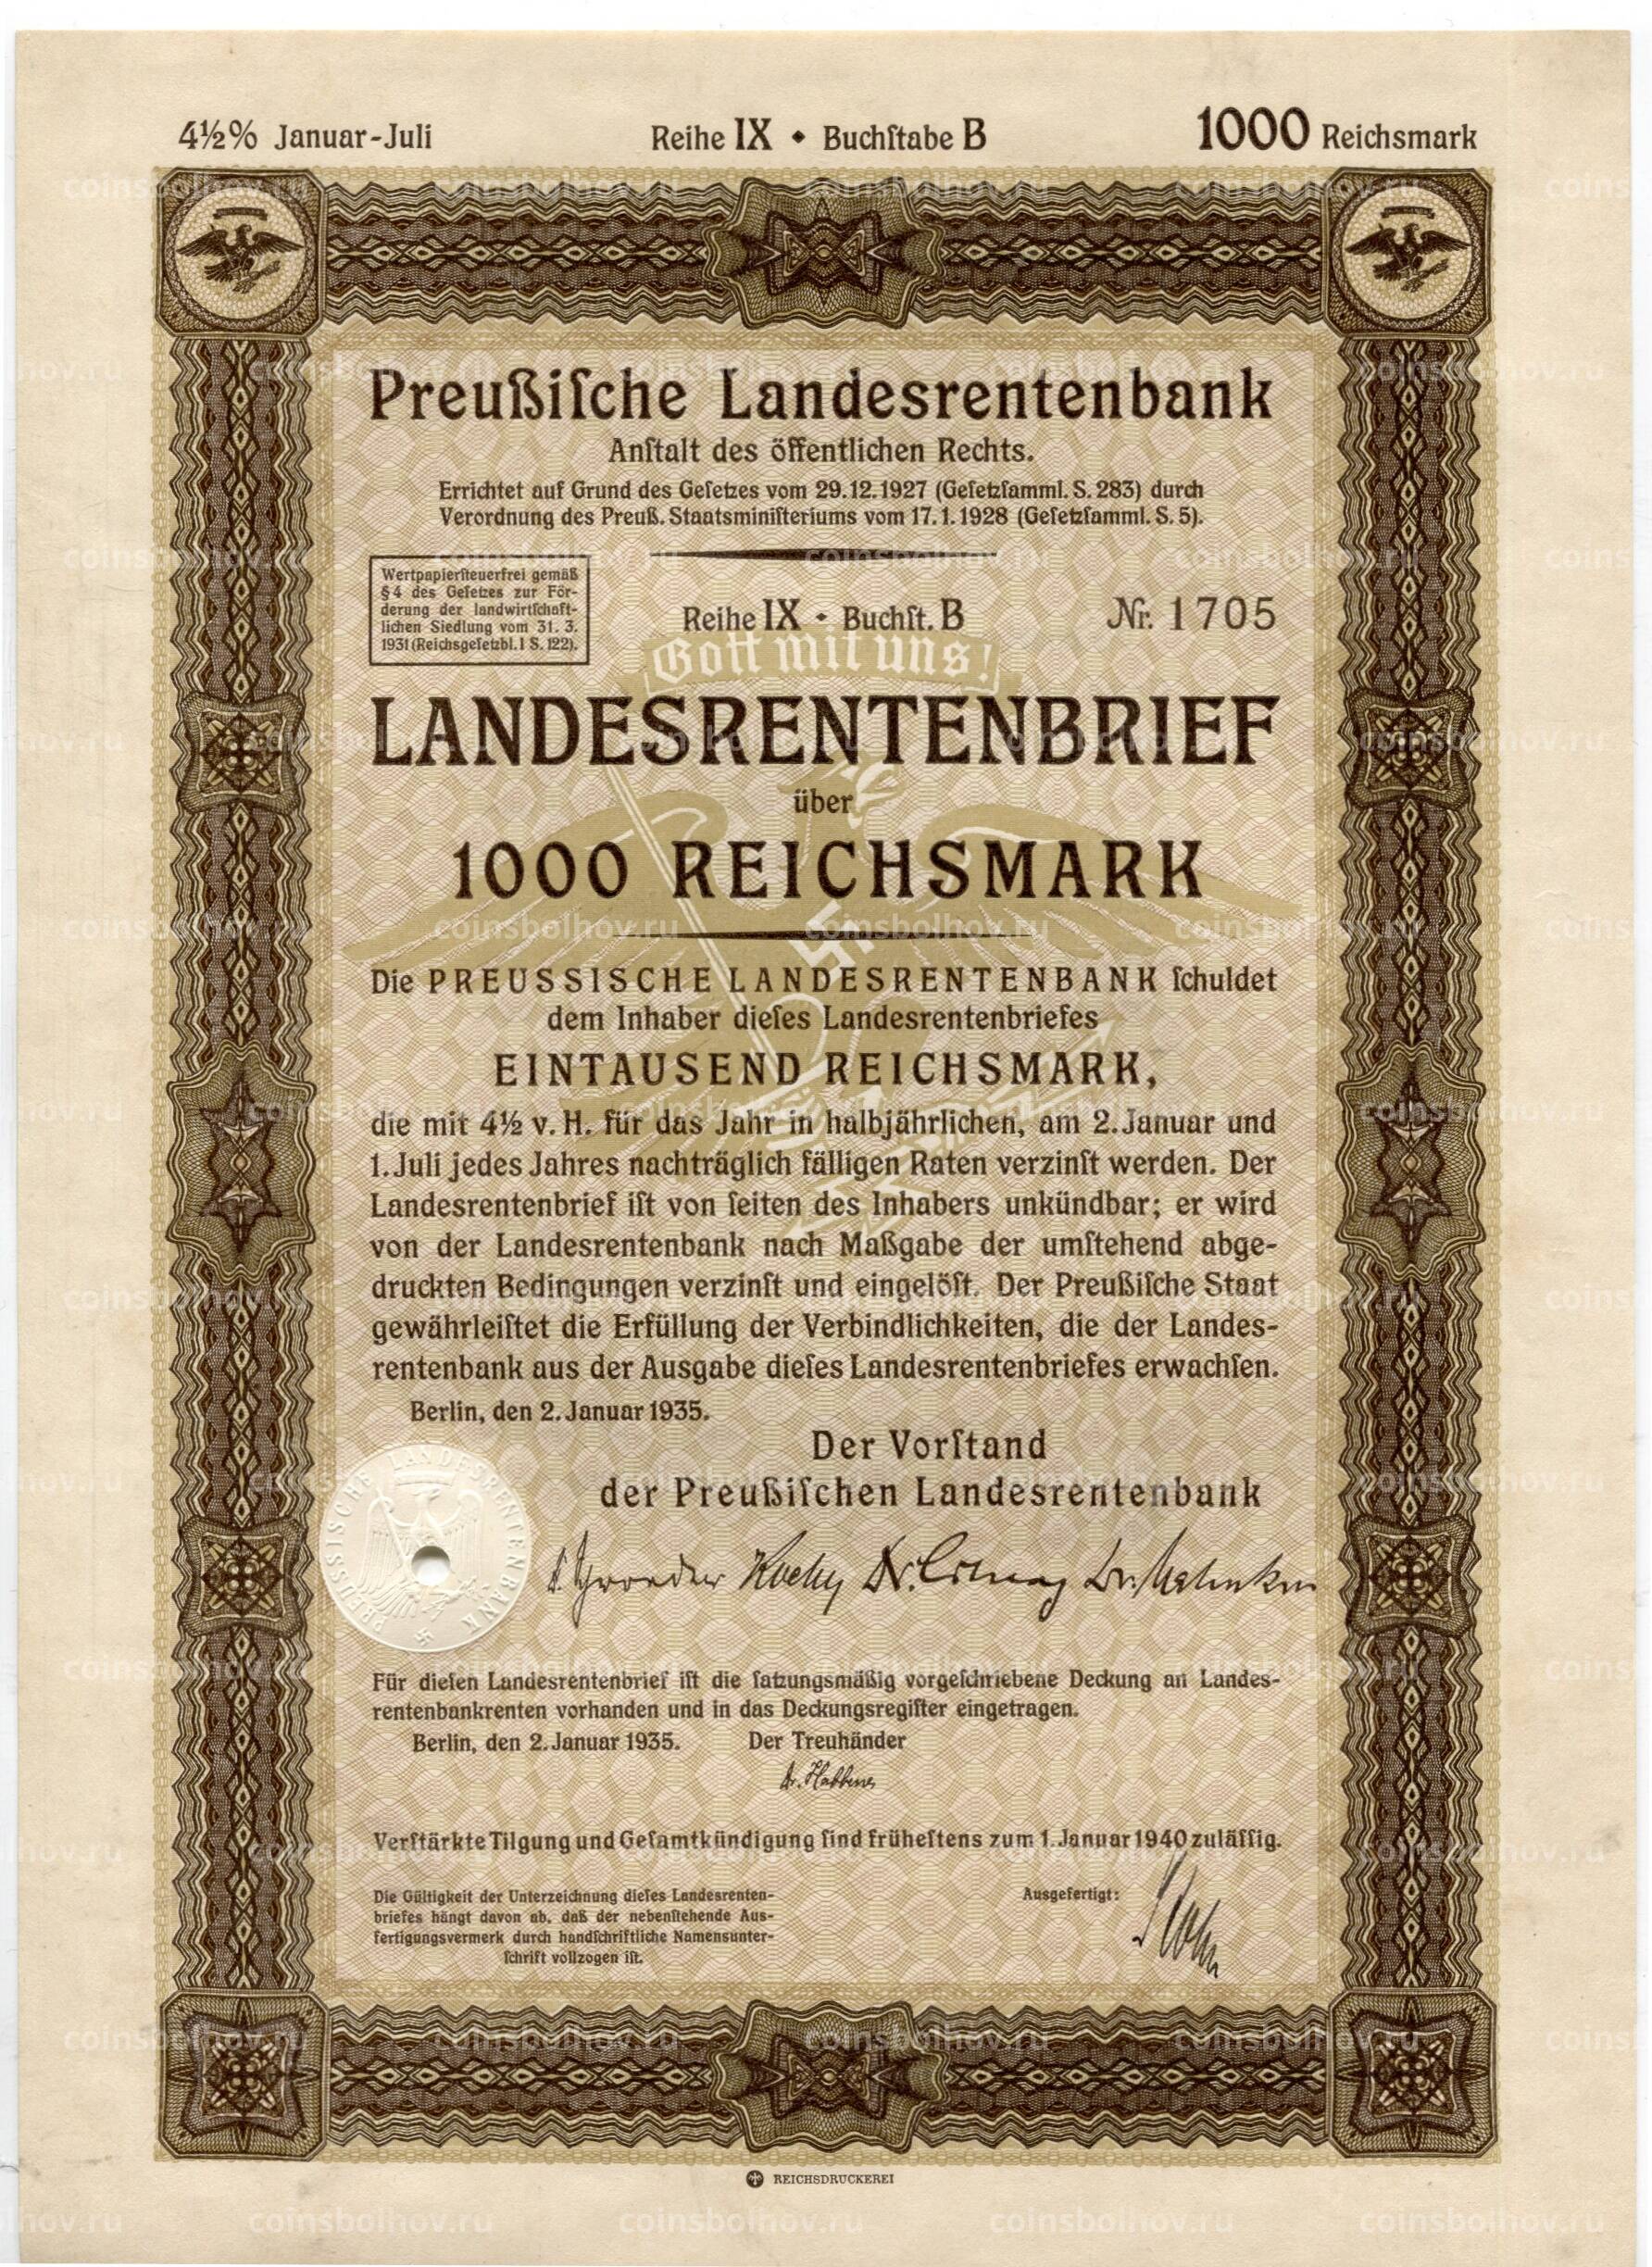 4½% Januar-Juli Reihe IX • Buchſtabe B 1000 Reichsmark
Preußiſche Landesrentenbank
Anſtalt des öffentlichen Rechts.
Errichtet auf Grund des Geſetzes vom 29.12.1927 (Geſetzſamml. S. 283) durch
Verordnung des Preuß. Staatsminiſteriums vom 17.1.1928 (Geſetzſamml. S. 5).
Wertpapierſteuerfrei gemäß
§ 4 des Geſetzes zur För-
derung der landwirtſchaft-
lichen Siedlung vom 31. 3.
1931 (Reichsgeſetzbl. I S. 122).
Reihe IX • Buchſt. B Nr. 1705
Gott mit uns!
LANDESRENTENBRIEF
über
1000 REICHSMARK
Die PREUSSISCHE LANDESRENTENBANK ſchuldet
dem Inhaber dieſes Landesrentenbriefes
EINTAUSEND REICHSMARK,
die mit 4½ v. H. für das Jahr in halbjährlichen, am 2. Januar und
1. Juli jedes Jahres nachträglich fälligen Raten verzinſt werden. Der
Landesrentenbrief iſt von ſeiten des Inhabers unkündbar; er wird
von der Landesrentenbank nach Maßgabe der umſtehend abge-
druckten Bedingungen verzinſt und eingelöſt. Der Preußiſche Staat
gewährleiſtet die Erfüllung der Verbindlichkeiten, die der Landes-
rentenbank aus der Ausgabe dieſes Landesrentenbriefes erwachſen.
Berlin, den 2. Januar 1935.
Der Vorſtand
der Preußiſchen Landesrentenbank
PREUSSISCHE LANDESRENTENBANK
Für dieſen Landesrentenbrief iſt die ſatzungsmäßig vorgeſchriebene Deckung an Landes-
rentenbankrenten vorhanden und in das Deckungsregiſter eingetragen.
Berlin, den 2. Januar 1935. Der Treuhänder
Verſtärkte Tilgung und Geſamtkündigung ſind früheſtens zum 1. Januar 1940 zuläſſig.
Die Gültigkeit der Unterzeichnung dieſes Landesrenten-
briefes hängt davon ab, daß der nebenſtehende Aus-
fertigungsvermerk durch handſchriftliche Namensunter-
ſchrift vollzogen iſt.
Ausgefertigt:
REICHSDRUCKEREI
coinsbolhov.ru